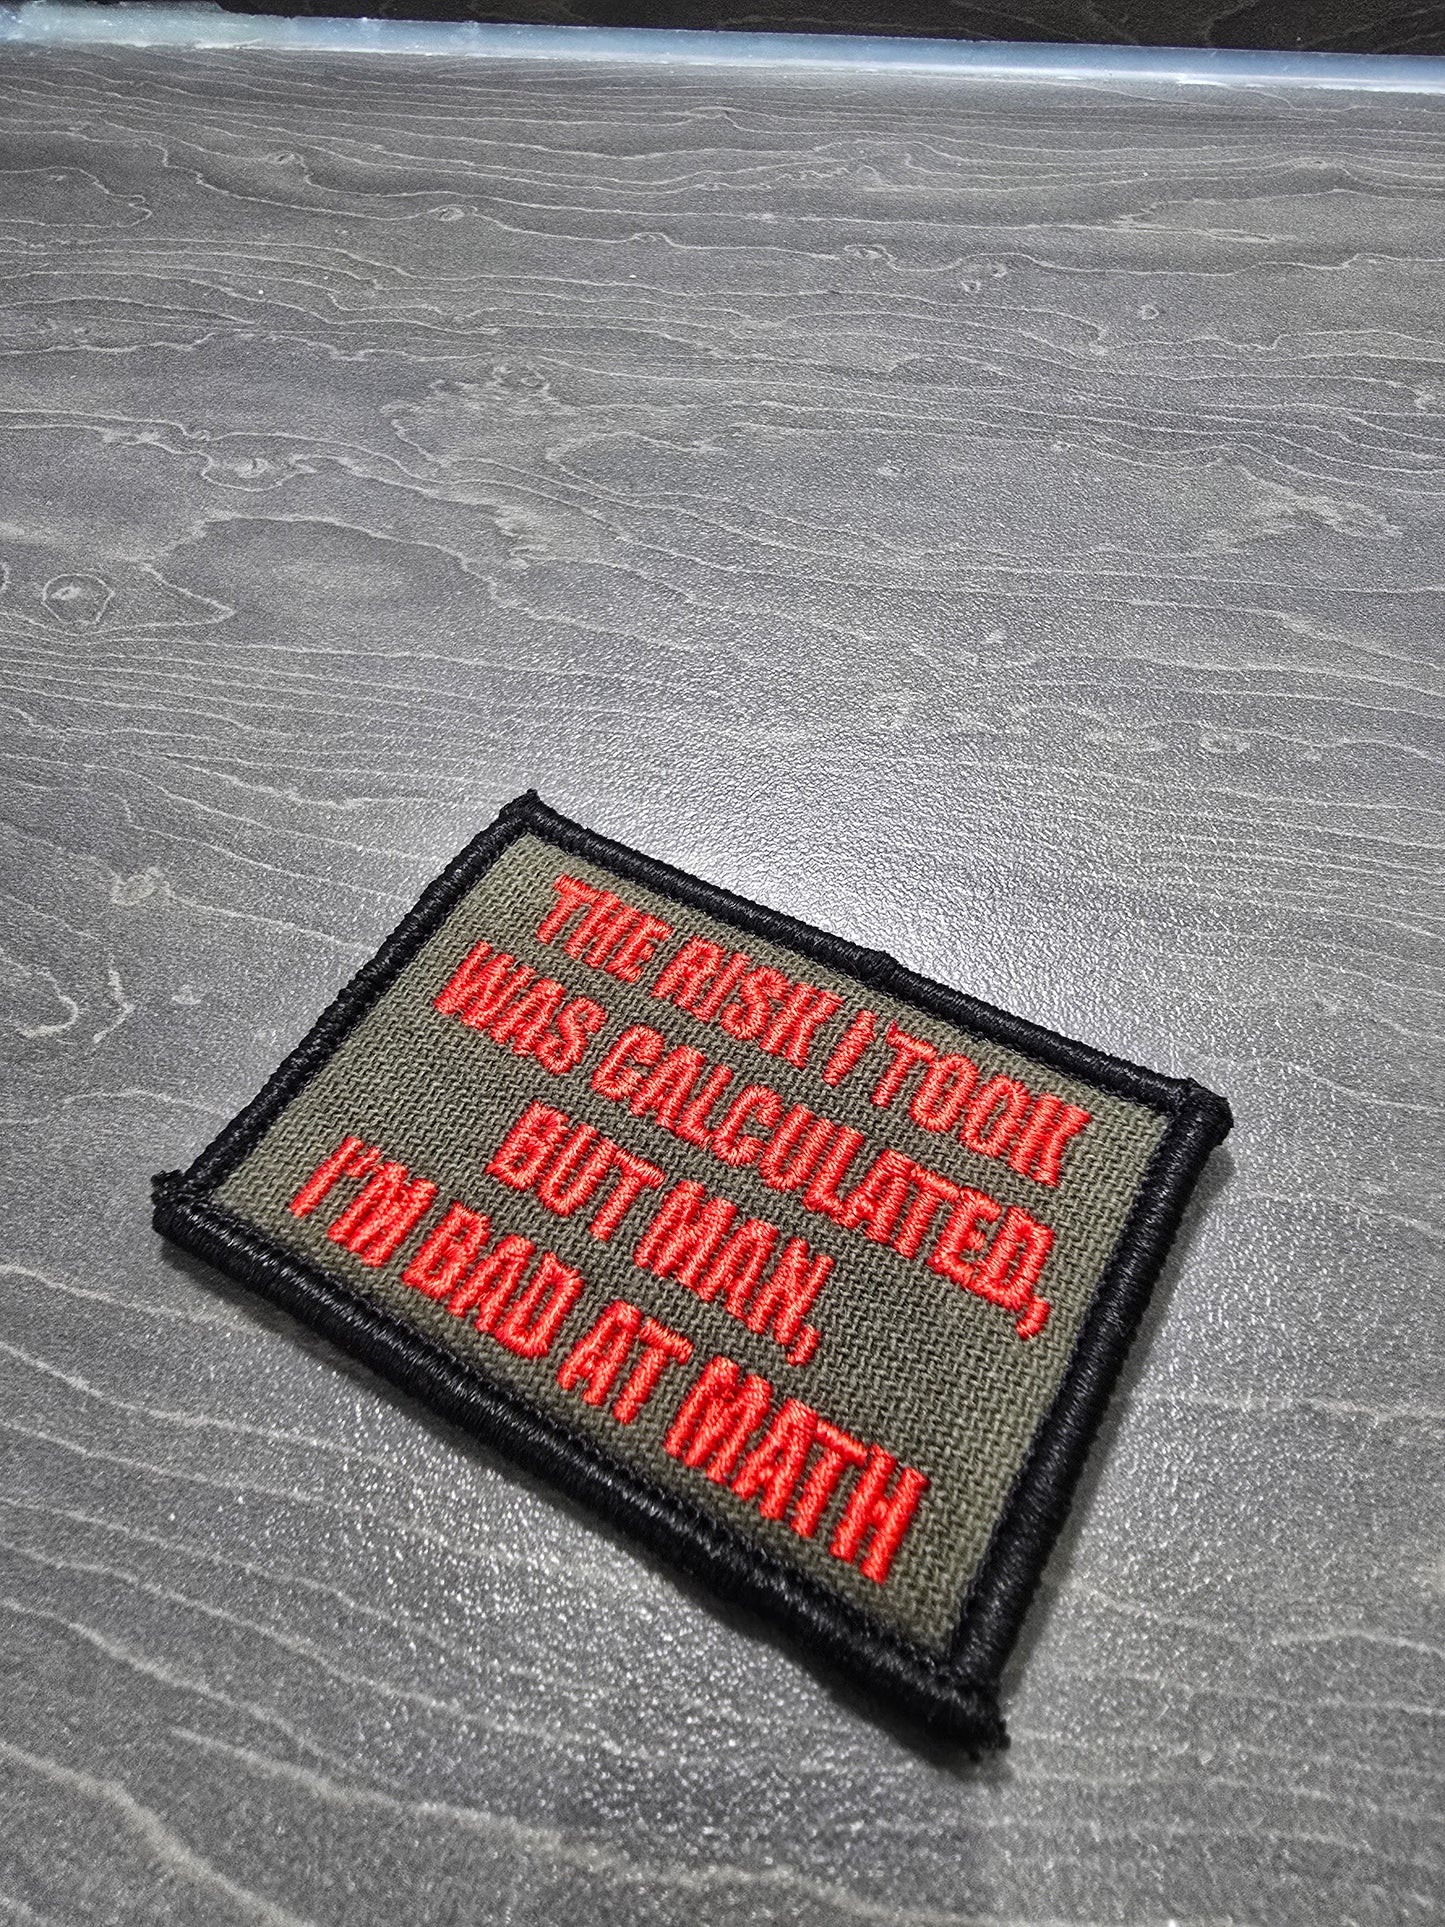 THE RISK I TOOK
WAS CALCULATED,
BUT MAN,
I'M BAD AT MATH